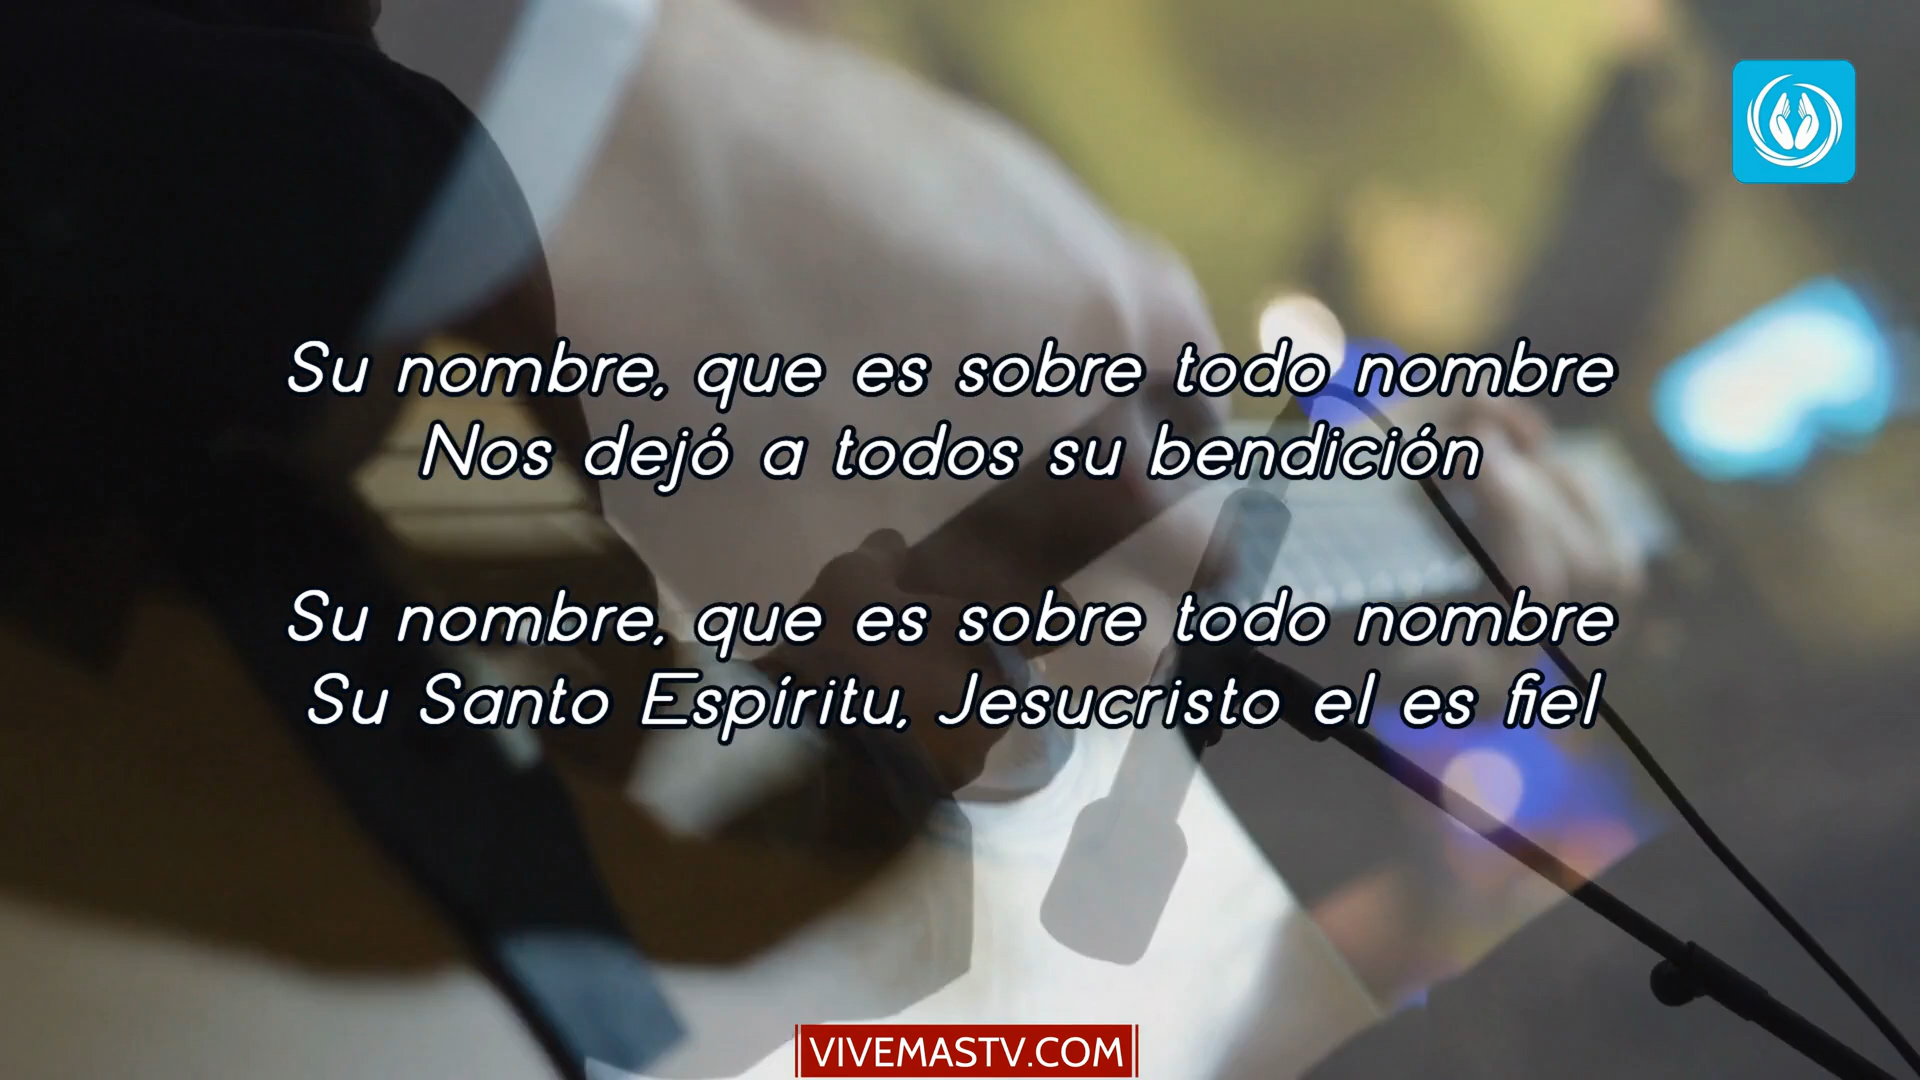 Su nombre, que es sobre todo nombre
Nos dejó a todos su bendición
Su nombre, que es sobre todo nombre
Su Santo Espíritu, Jesucristo el es fiel
VIVEMASTV.COM